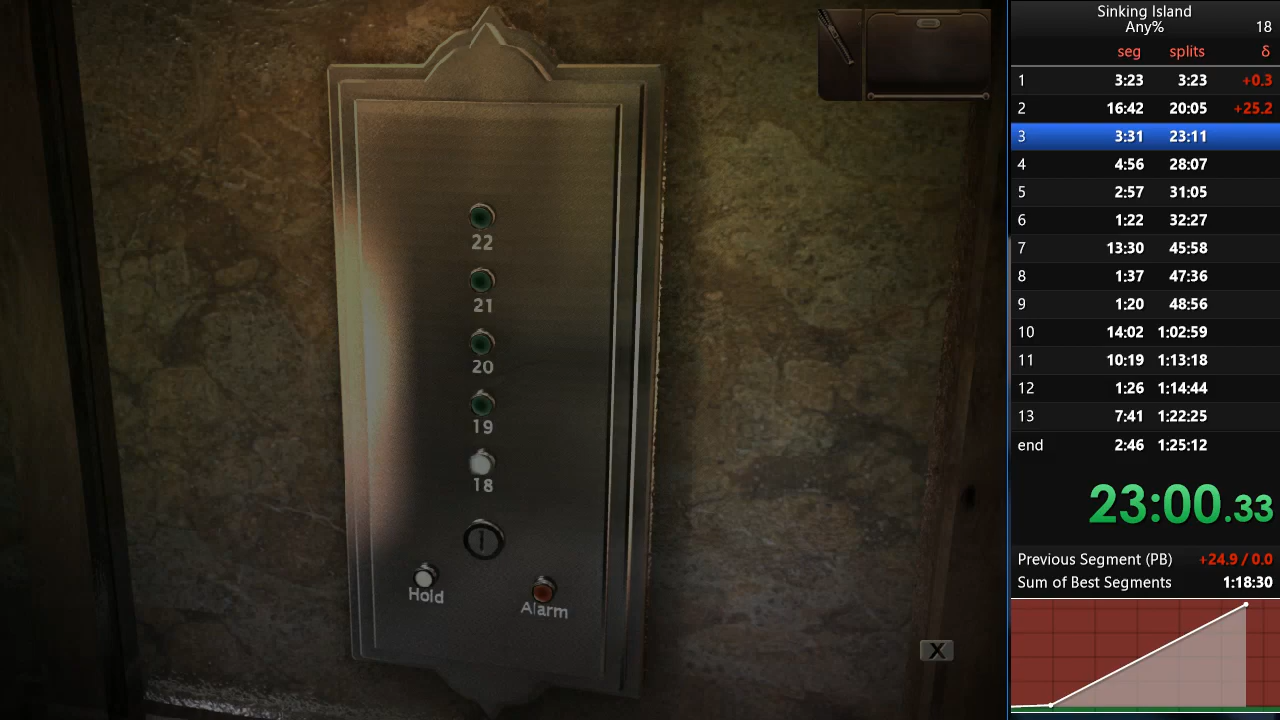 22
21
20
19
18
Hold
Alarm
X
Sinking Island
Any% 18
seg splits δ
1 3:23 3:23 +0.3
2 16:42 20:05 +25.2
3 3:31 23:11
4 4:56 28:07
5 2:57 31:05
6 1:22 32:27
7 13:30 45:58
8 1:37 47:36
9 1:20 48:56
10 14:02 1:02:59
11 10:19 1:13:18
12 1:26 1:14:44
13 7:41 1:22:25
end 2:46 1:25:12
23:00.33
Previous Segment (PB) +24.9 / 0.0
Sum of Best Segments 1:18:30